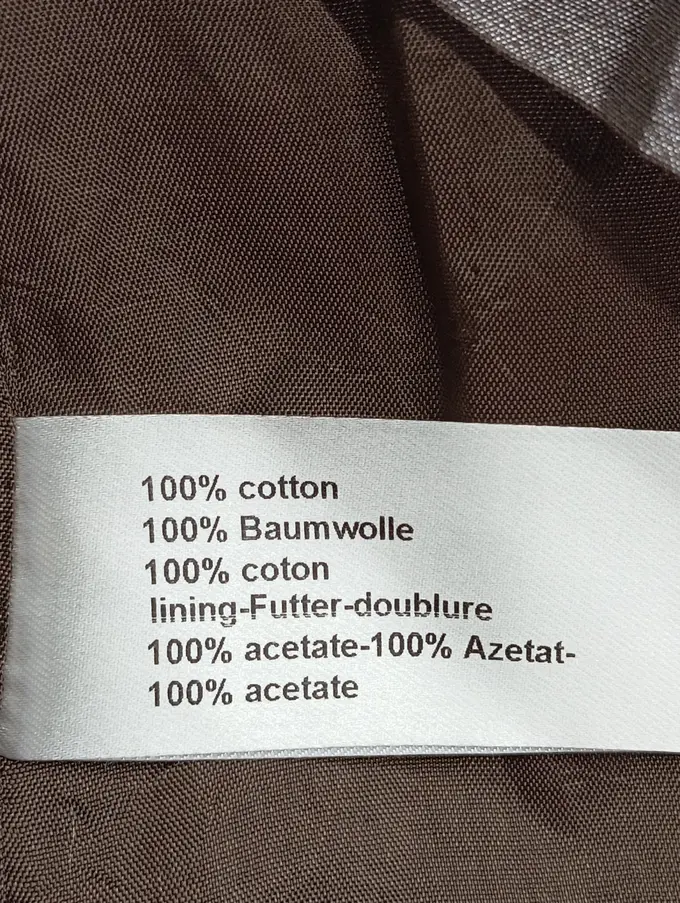 100% cotton
100% Baumwolle
100% coton
lining-Futter-doublure
100% acetate-100% Azetat-
100% acetate